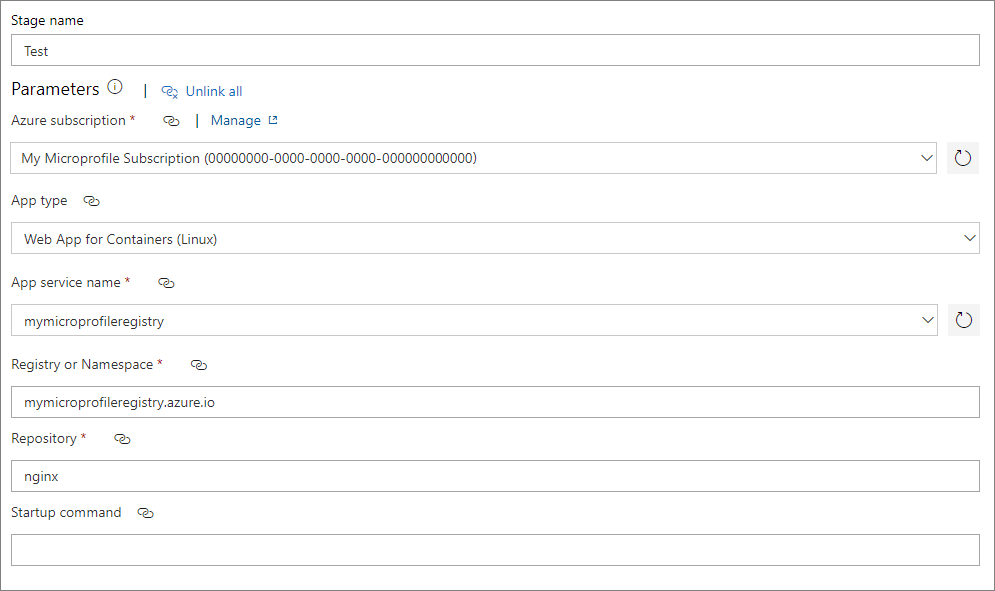 Stage name
Test
Parameters | Unlink all
Azure subscription * | Manage
My Microprofile Subscription (00000000-0000-0000-0000-000000000000)
App type
Web App for Containers (Linux)
App service name *
mymicroprofileregistry
Registry or Namespace *
mymicroprofileregistry.azure.io
Repository *
nginx
Startup command